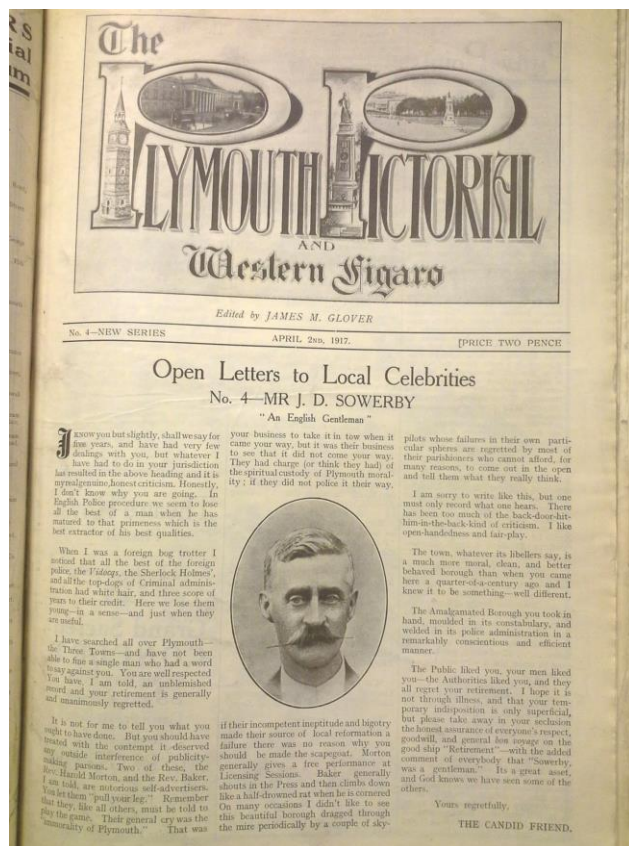 RS
ial
um
The
PLYMOUTH PICTORIAL
AND
Western Figaro
Edited by JAMES M. GLOVER
No. 4—NEW SERIES
APRIL 2ND, 1917.
[PRICE TWO PENCE
Open Letters to Local Celebrities
No. 4—MR J. D. SOWERBY
"An English Gentleman"
I KNOW you but slightly, shall we say for
five years, and have had very few
dealings with you, but whatever I
have had to do in your jurisdiction
has resulted in the above heading and it is
my real genuine, honest criticism. Honestly,
I don't know why you are going. In
English Police procedure we seem to lose
all the best of a man when he has
matured to that primeness which is the
best extractor of his best qualities.
When I was a foreign bog trotter I
noticed that all the best of the foreign
police, the Vidocqs, the Sherlock Holmes',
and all the top-dogs of Criminal adminis-
tration had white hair, and three score of
years to their credit. Here we lose them
young—in a sense—and just when they
are useful.
I have searched all over Plymouth—
the Three Towns—and have not been
able to fine a single man who had a word
to say against you. You are well respected
You have, I am told, an unblemished
record and your retirement is generally
and unanimously regretted.
It is not for me to tell you what you
ought to have done. But you should have
treated with the contempt it deserved
any outside interference of publicity-
making parsons. Two of these, the
Rev. Harold Morton, and the Rev. Baker,
I am told, are notorious self-advertisers.
You let them "pull your leg." Remember
that they, like all others, must be told to
play the game. Their general cry was the
"immorality of Plymouth." That was
your business to take it in tow when it
came your way, but it was their business
to see that it did not come your way.
They had charge (or think they had) of
the spiritual custody of Plymouth moral-
ity; if they did not police it their way,
if their incompetent ineptitude and bigotry
made their source of local reformation a
failure there was no reason why you
should be made the scapegoat. Morton
generally gives a free performance at
Licensing Sessions. Baker generally
shouts in the Press and then climbs down
like a half-drowned rat when he is cornered
On many occasions I didn't like to see
this beautiful borough dragged through
the mire periodically by a couple of sky-
pilots whose failures in their own parti-
cular spheres are regretted by most of
their parishioners who cannot afford, for
many reasons, to come out in the open
and tell them what they really think.
I am sorry to write like this, but one
must only record what one hears. There
has been too much of the back-door-hit-
him-in-the-back-kind of criticism. I like
open-handedness and fair-play.
The town, whatever its libellers say, is
a much more moral, clean, and better
behaved borough than when you came
here a quarter-of-a-century ago and I
knew it to be something—well different.
The Amalgamated Borough you took in
hand, moulded in its constabulary, and
welded in its police administration in a
remarkably conscientious and efficient
manner.
The Public liked you, your men liked
you—the Authorities liked you, and they
all regret your retirement. I hope it is
not through illness, and that your tem-
porary indisposition is only superficial,
but please take away in your seclusion
the honest assurance of everyone's respect,
goodwill, and general bon voyage on the
good ship "Retirement"—with the added
comment of everybody that "Sowerby,
was a gentleman." Its a great asset,
and God knows we have seen some of the
others.
Yours regretfully,
THE CANDID FRIEND.